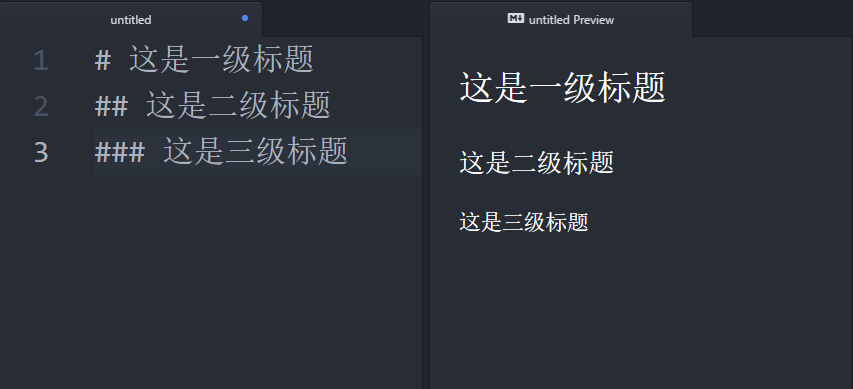 untitled
1 # 这是一级标题
2 ## 这是二级标题
3 ### 这是三级标题
untitled Preview
这是一级标题
这是二级标题
这是三级标题